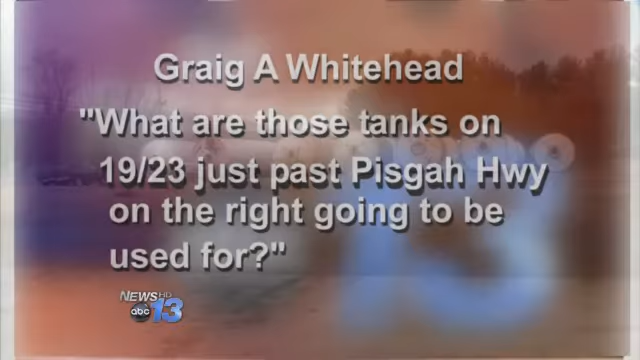 Graig A Whitehead
"What are those tanks on
19/23 just past Pisgah Hwy
on the right going to be
used for?"
NEWS HD
abc 13